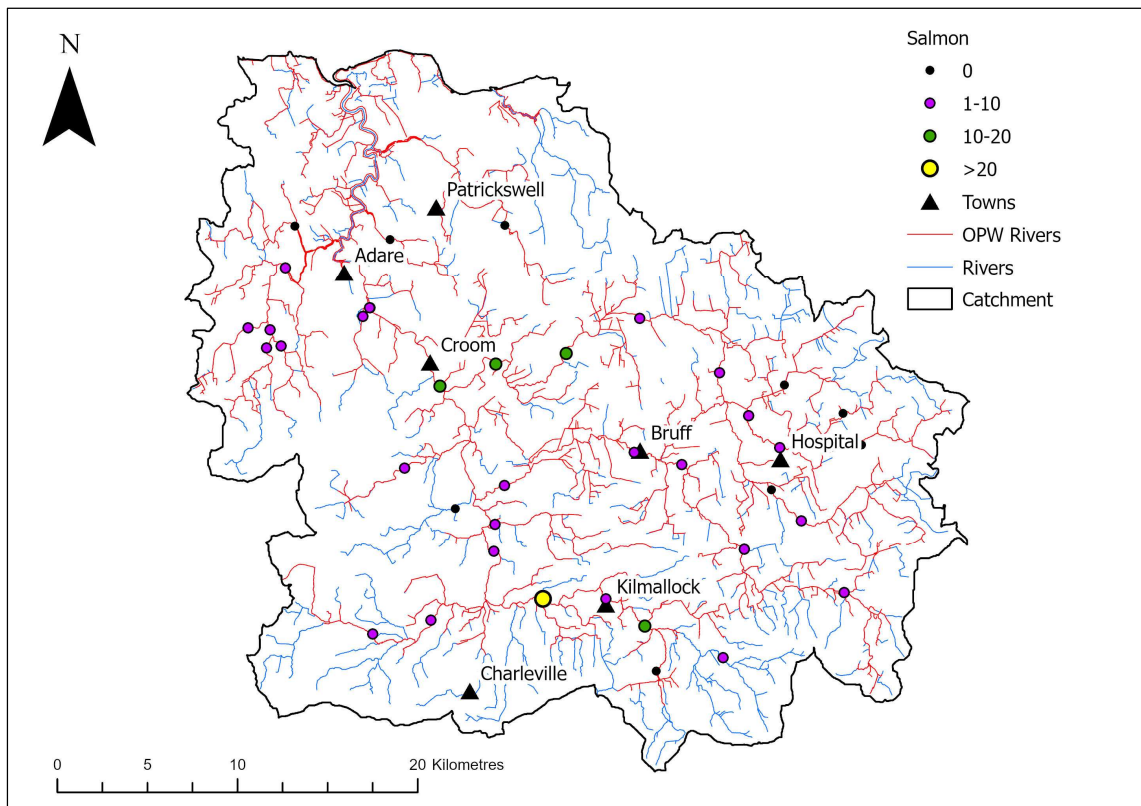 N
Salmon
0
1-10
10-20
>20
Towns
OPW Rivers
Rivers
Catchment
Patrickswell
Adare
Croom
Bruff
Hospital
Kilmallock
Charleville
0 5 10 20 Kilometres